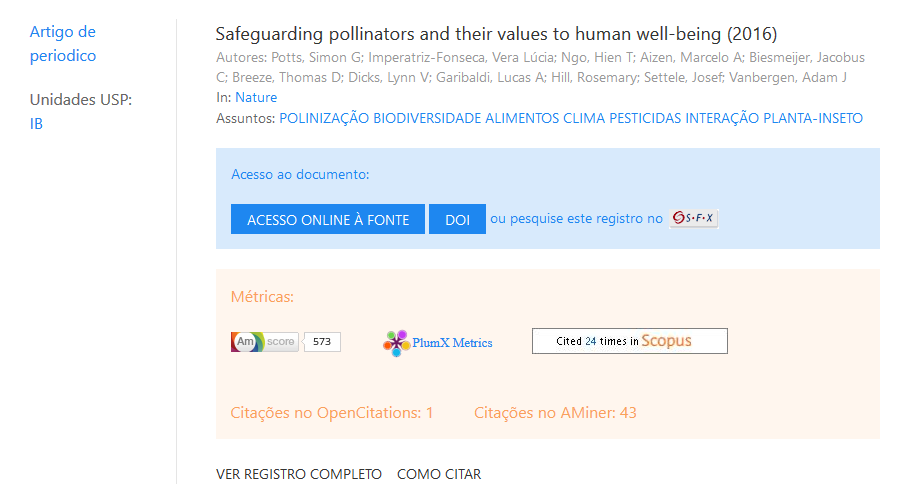 Artigo de
periodico
Unidades USP:
IB
Safeguarding pollinators and their values to human well-being (2016)
Autores: Potts, Simon G; Imperatriz-Fonseca, Vera Lúcia; Ngo, Hien T; Aizen, Marcelo A; Biesmeijer, Jacobus
C; Breeze, Thomas D; Dicks, Lynn V; Garibaldi, Lucas A; Hill, Rosemary; Settele, Josef; Vanbergen, Adam J
In: Nature
Assuntos: POLINIZAÇÃO BIODIVERSIDADE ALIMENTOS CLIMA PESTICIDAS INTERAÇÃO PLANTA-INSETO
Acesso ao documento:
ACESSO ONLINE À FONTE DOI ou pesquise este registro no S·F·X
Métricas:
Am score 573 PlumX Metrics Cited 24 times in Scopus
Citações no OpenCitations: 1 Citações no AMiner: 43
VER REGISTRO COMPLETO COMO CITAR